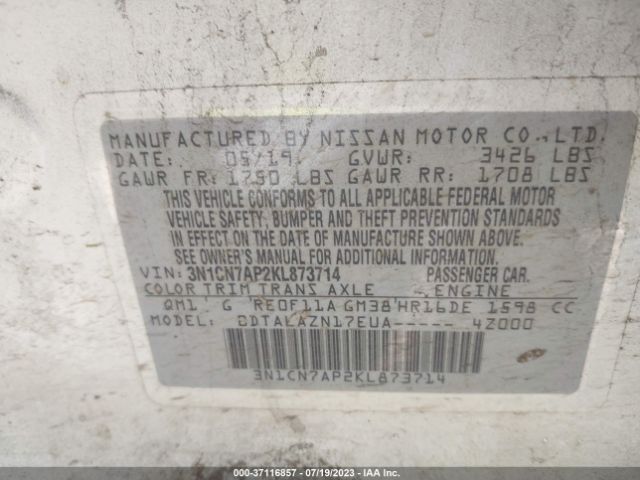 MANUFACTURED BY NISSAN MOTOR CO., LTD.
DATE: 05/19 GVWR: 3426 LBS
GAWR FR: 1750 LBS GAWR RR: 1708 LBS
THIS VEHICLE CONFORMS TO ALL APPLICABLE FEDERAL MOTOR
VEHICLE SAFETY, BUMPER AND THEFT PREVENTION STANDARDS
IN EFFECT ON THE DATE OF MANUFACTURE SHOWN ABOVE.
SEE OWNER'S MANUAL FOR ADDITIONAL INFORMATION.
VIN: 3N1CN7AP2KL873714 PASSENGER CAR.
COLOR TRIM TRANS AXLE ENGINE
QM1 G RE0F11A GM38 HR16DE 1598 CC
MODEL: BDTALAZN17EUA----- 4Z000
3N1CN7AP2KL873714
000-37116857 - 07/19/2023 - IAA Inc.